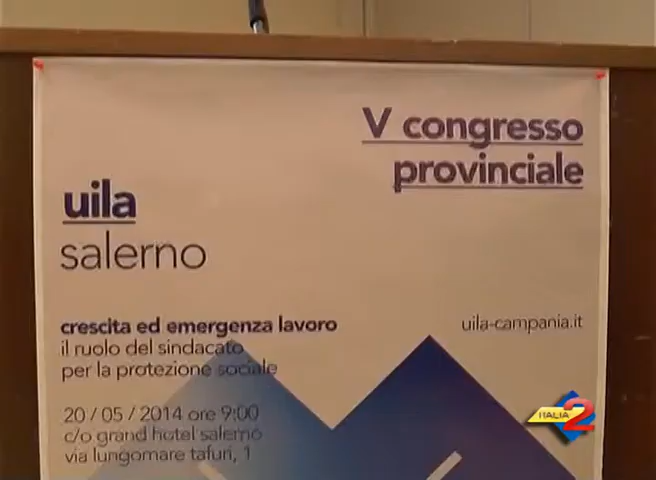 V congresso
provinciale
uila
salerno
crescita ed emergenza lavoro
il ruolo del sindacato
per la protezione sociale
uila-campania.it
20 / 05 / 2014 ore 9:00
c/o grand hotel salerno
via lungomare tafuri, 1
ITALIA 2